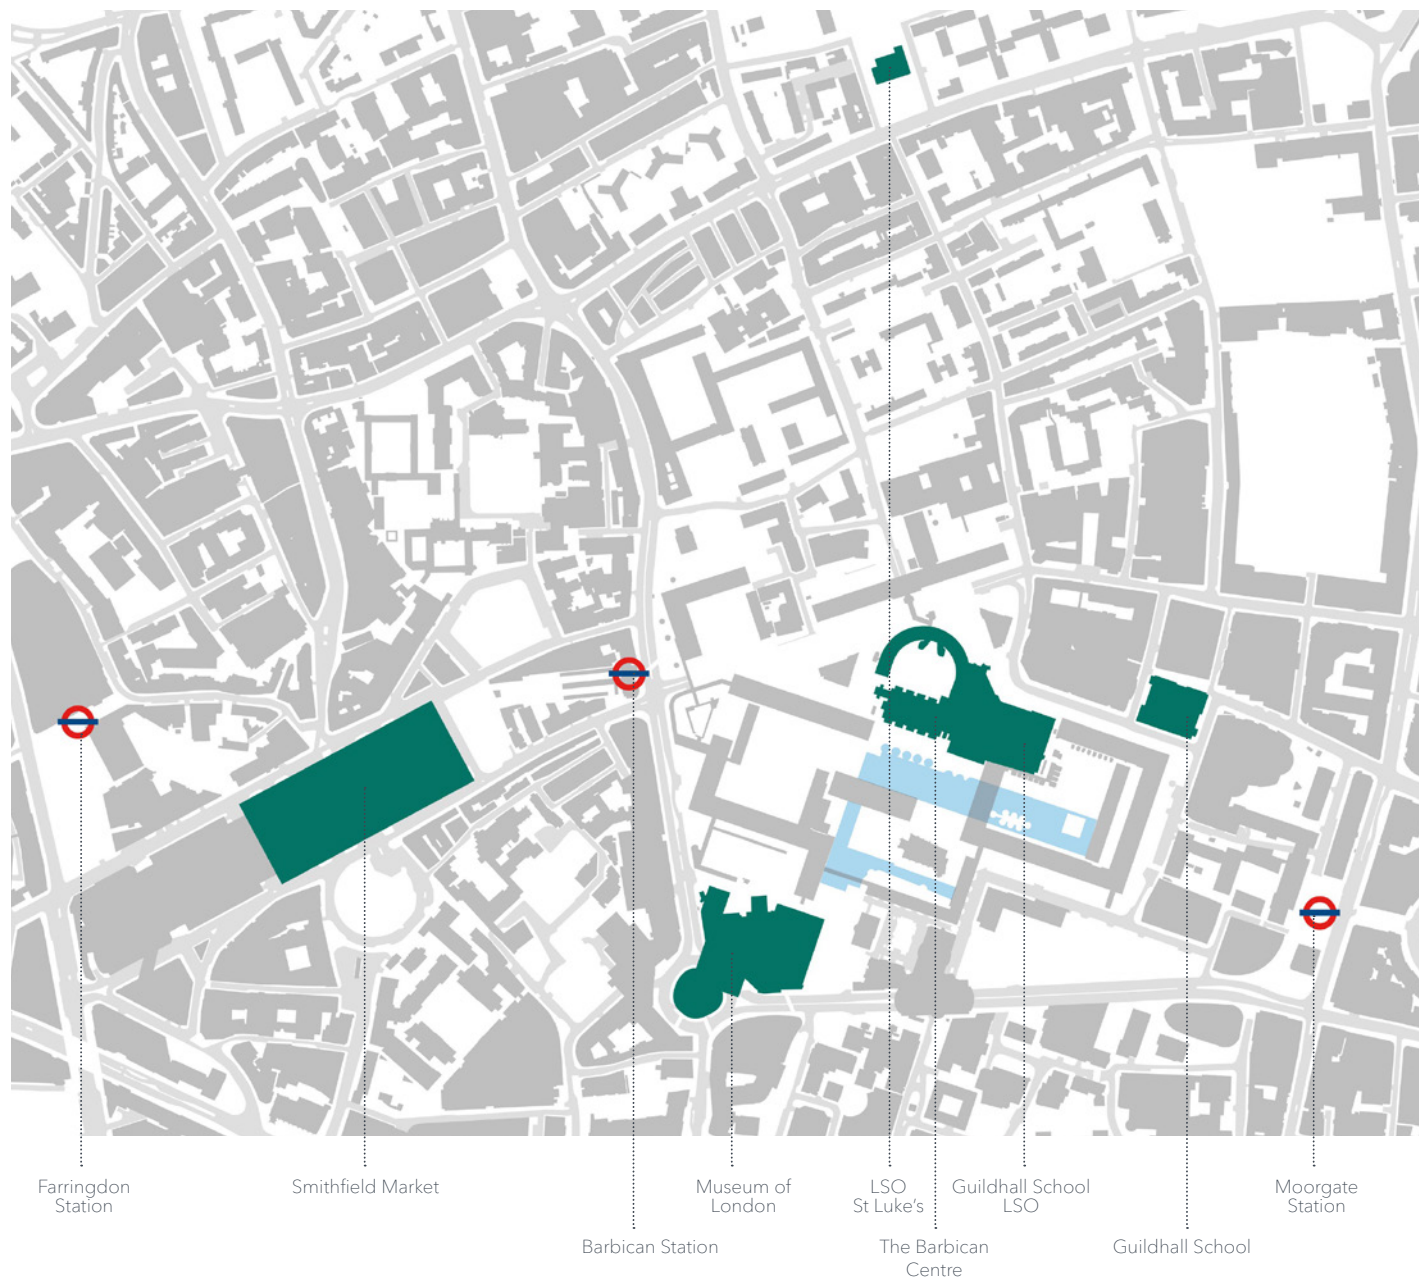 Farringdon
Station
Smithfield Market
Museum of
London
LSO
St Luke's
Guildhall School
LSO
Moorgate
Station
Barbican Station
The Barbican
Centre
Guildhall School